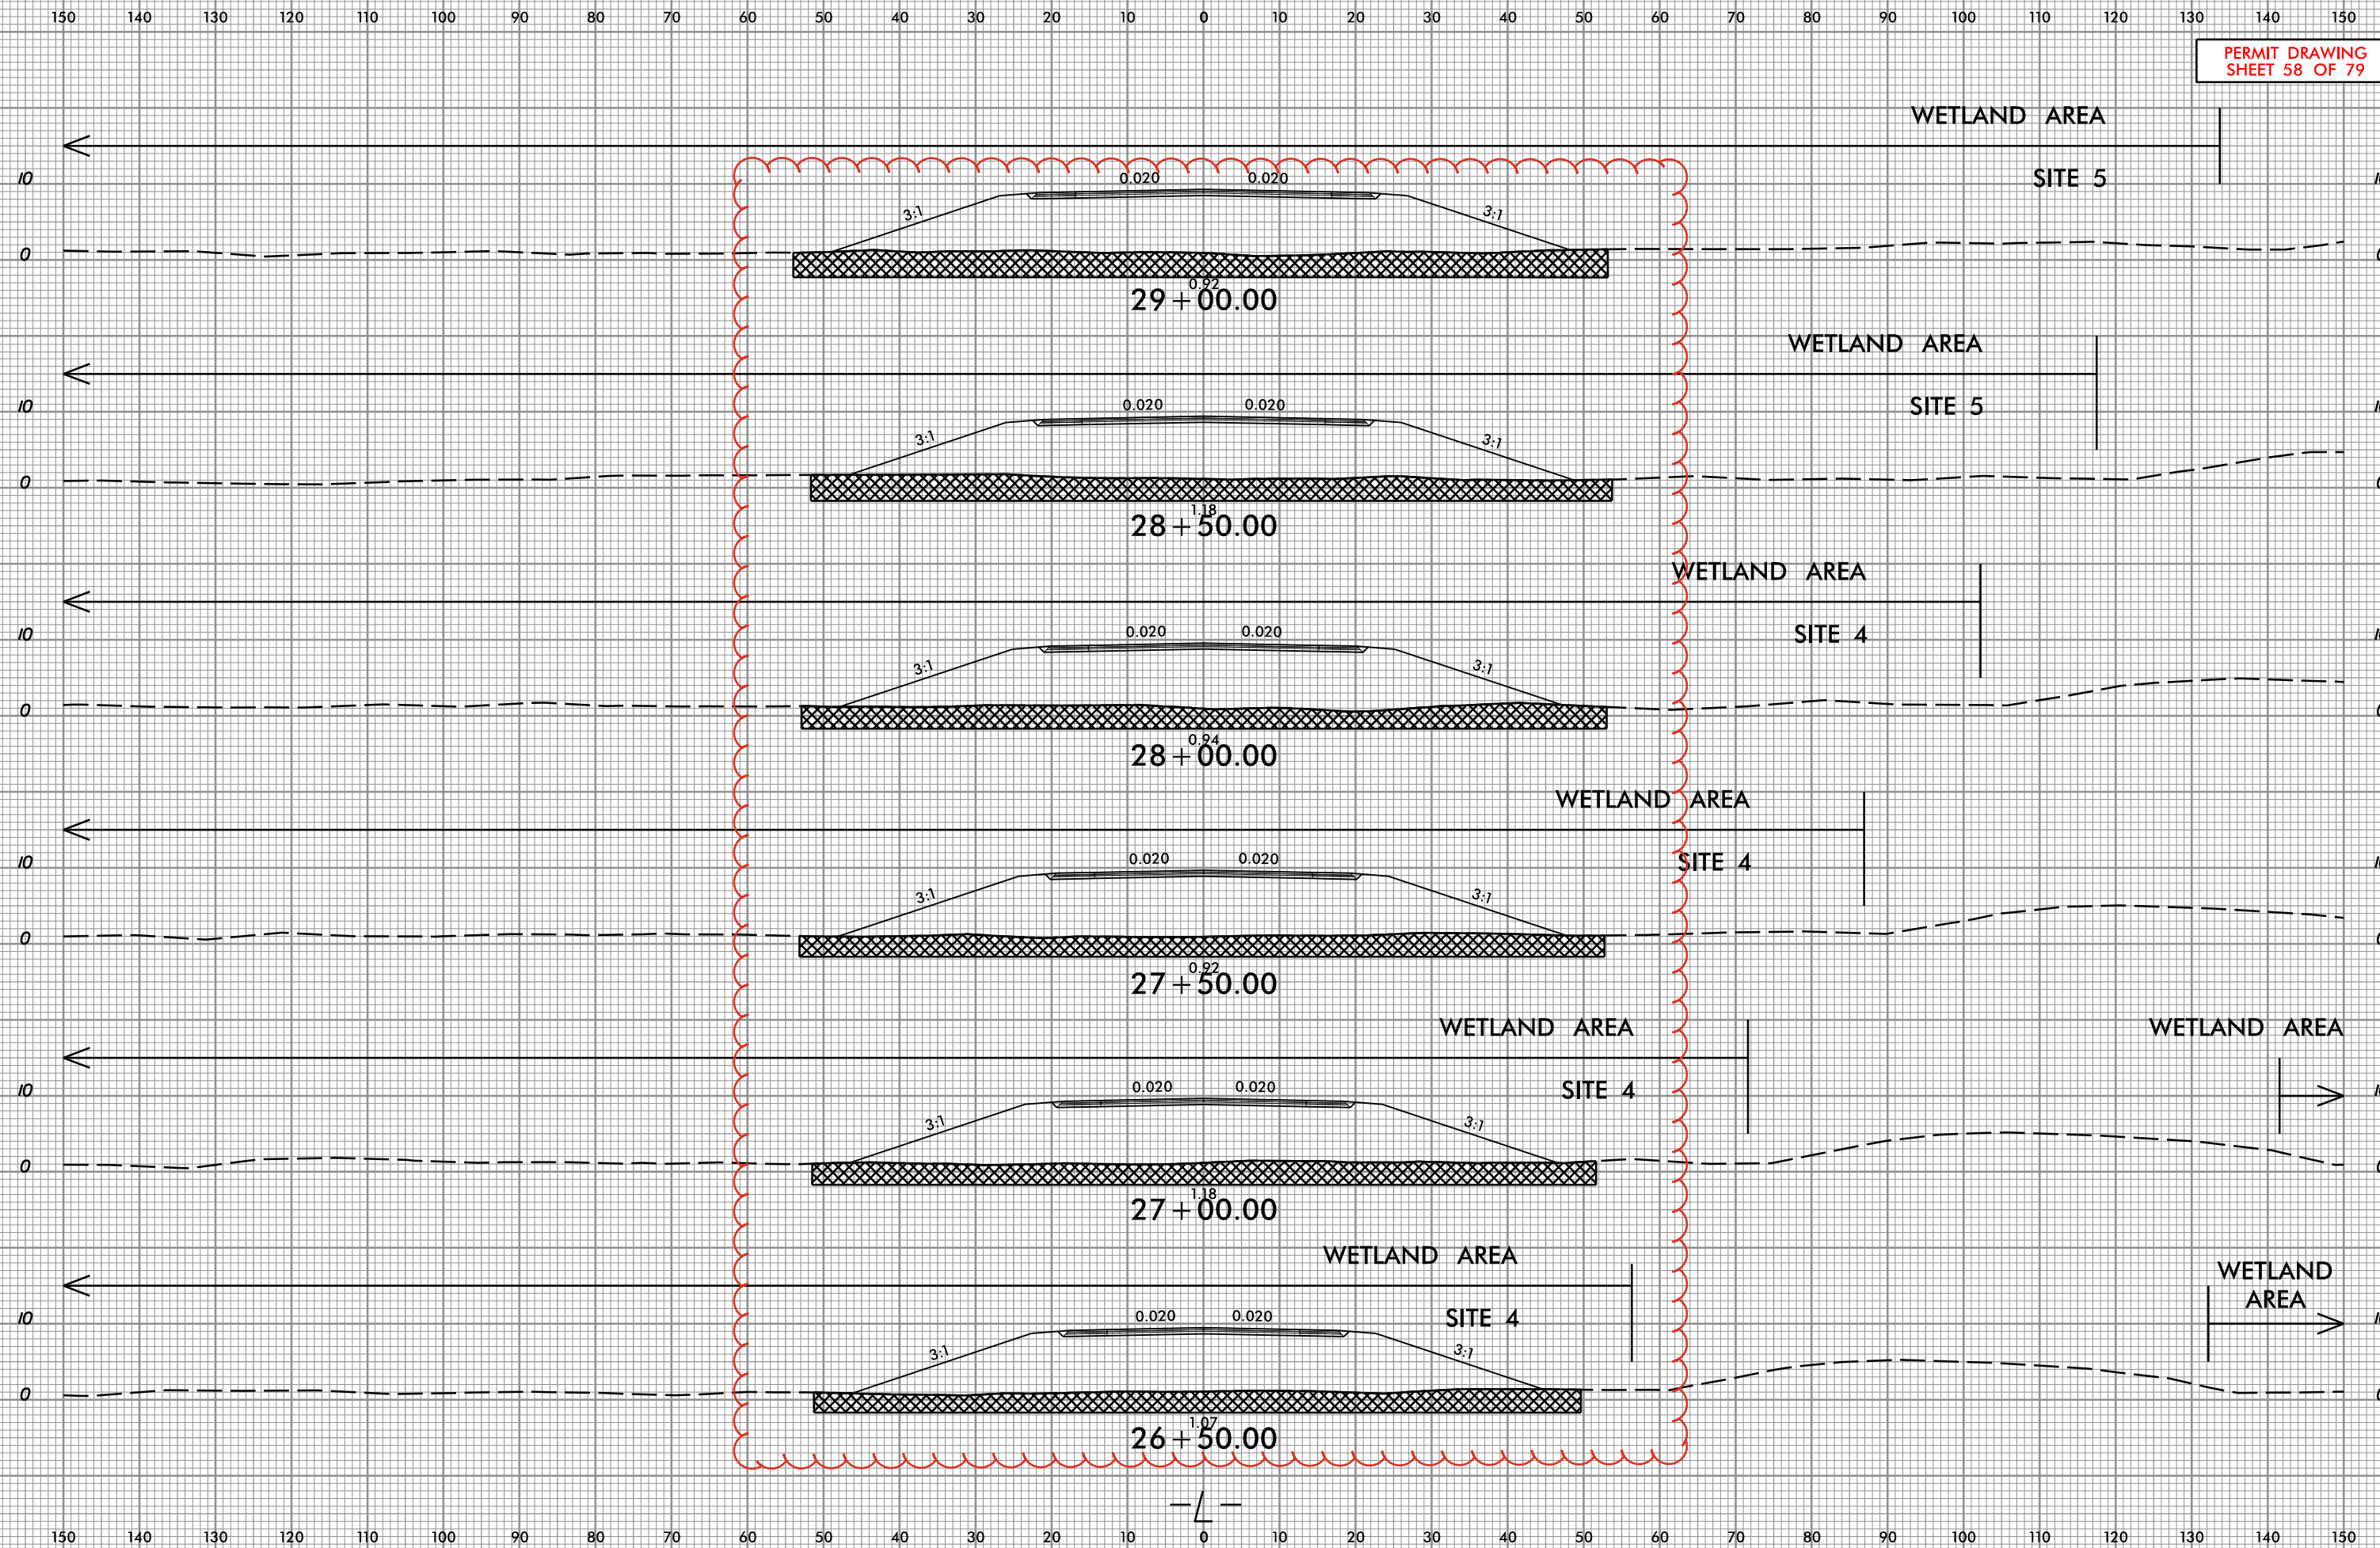 150 140 130 120 110 100 90 80 70 60 50 40 30 20 10 0 10 20 30 40 50 60 70 80 90 100 110 120 130 140 150
PERMIT DRAWING
SHEET 58 OF 79
WETLAND AREA
10 0.020 0.020 SITE 5
3:1 3:1
0
0.92
29+00.00
WETLAND AREA
10 0.020 0.020 SITE 5
3:1 3:1
0
1.18
28+50.00
WETLAND AREA
10 0.020 0.020 SITE 4
3:1 3:1
0
0.94
28+00.00
WETLAND AREA
10 0.020 0.020 SITE 4
3:1 3:1
0
0.92
27+50.00
WETLAND AREA WETLAND AREA
10 0.020 0.020 SITE 4
3:1 3:1
0
1.18
27+00.00
WETLAND AREA WETLAND
AREA
10 0.020 0.020 SITE 4
3:1 3:1
0
1.07
26+50.00
-L-
150 140 130 120 110 100 90 80 70 60 50 40 30 20 10 0 10 20 30 40 50 60 70 80 90 100 110 120 130 140 150